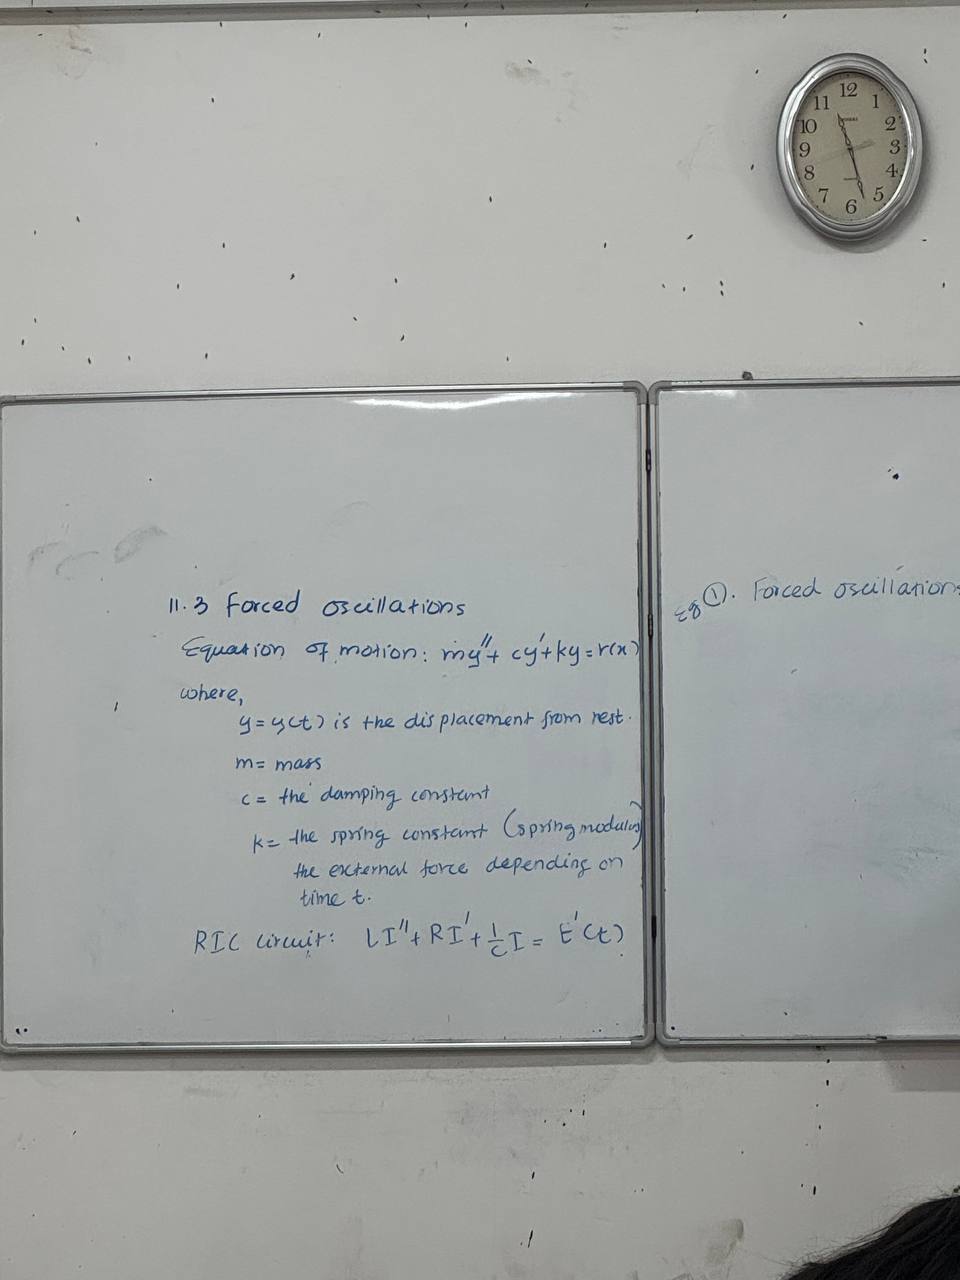 12
11 1
10 2
9 3
8 4
7 5
6
11.3 Forced oscillations
Equation of motion: my''+ cy'+ky=r(x)
where,
y=y(t) is the displacement from rest.
m= mass
c= the damping constant
k= the spring constant (spring modulus)
the external force depending on
time t.
RIC circuit: LI''+RI'+1/C I= E'(t)
Eg ①. Forced oscillations